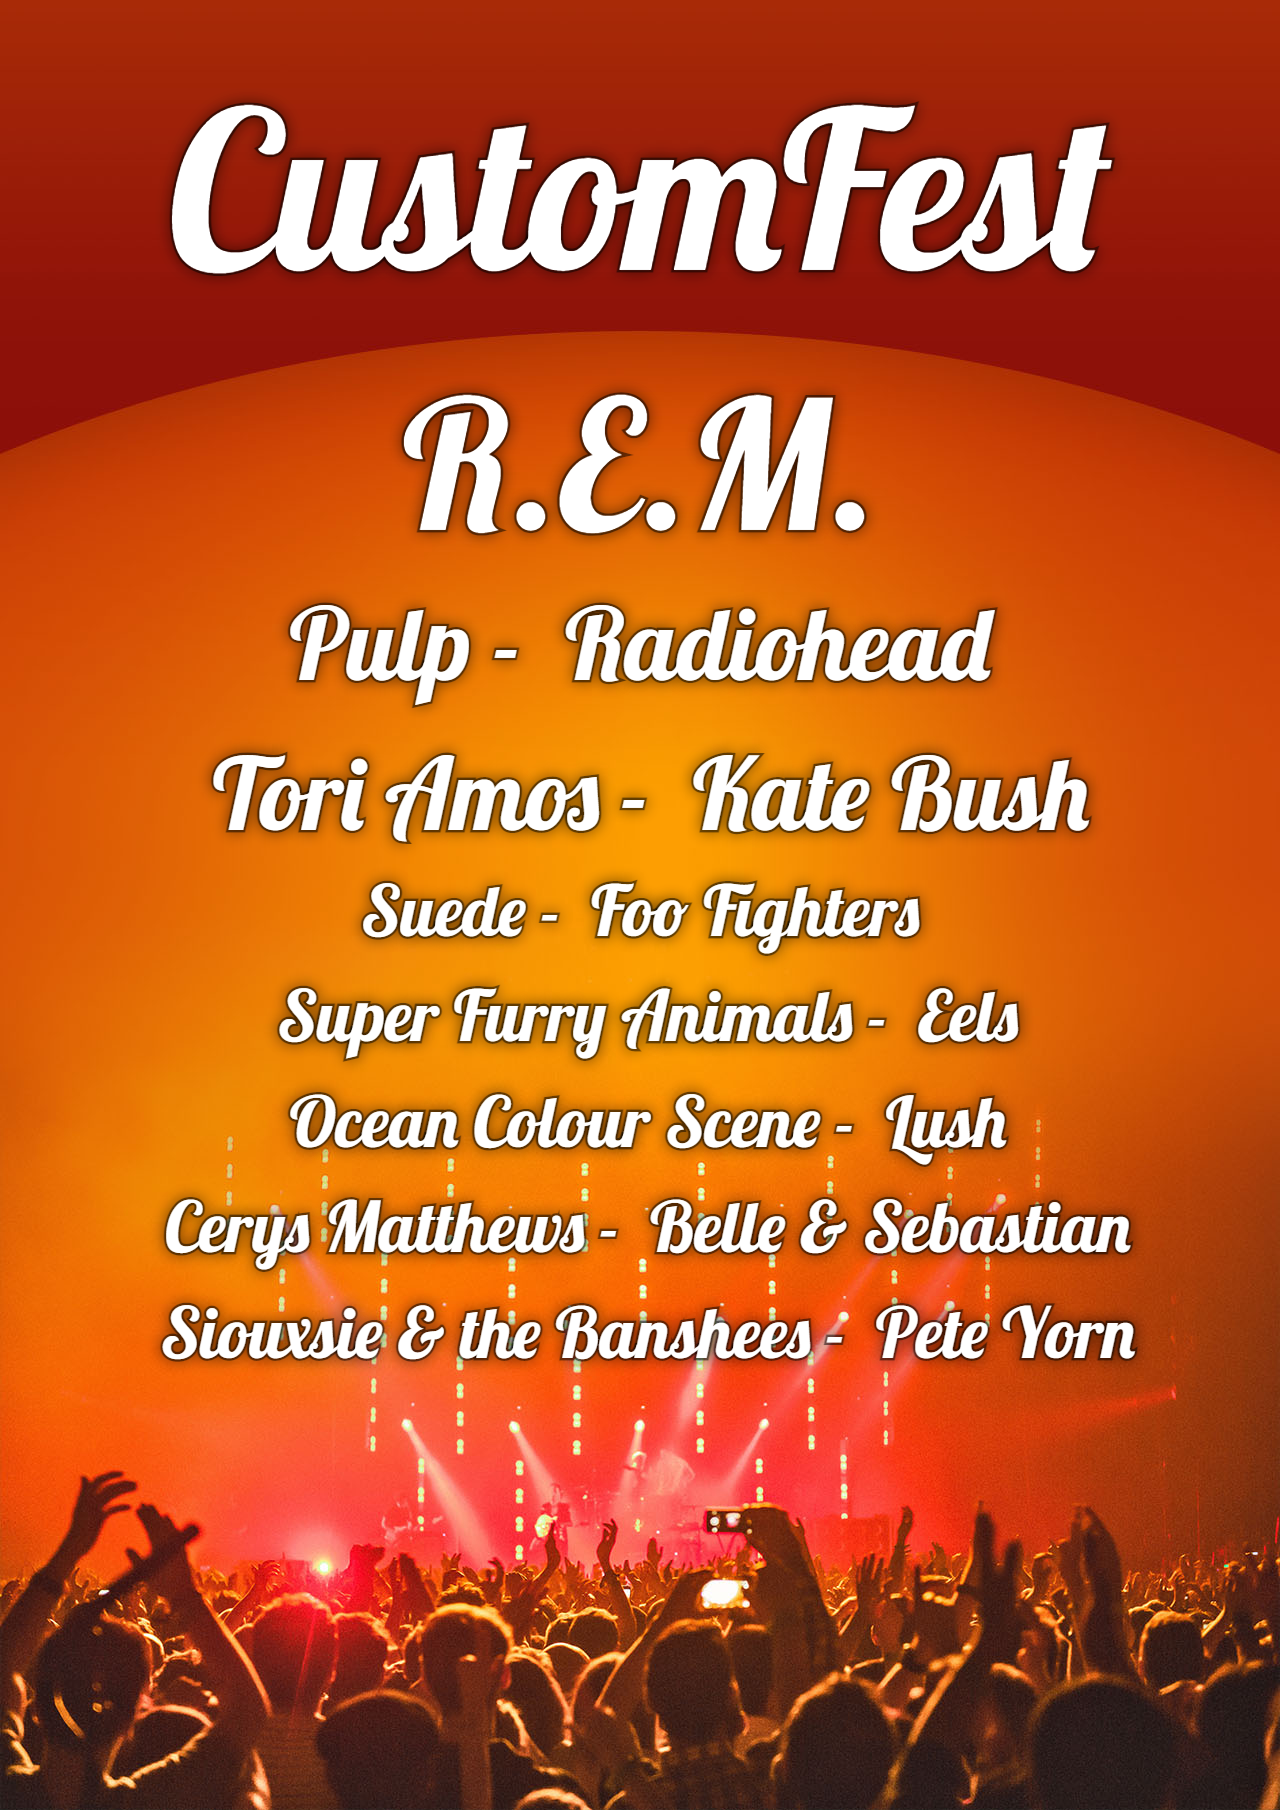 CustomFest
R.E.M.
Pulp - Radiohead
Tori Amos - Kate Bush
Suede - Foo Fighters
Super Furry Animals - Eels
Ocean Colour Scene - Lush
Cerys Matthews - Belle & Sebastian
Siouxsie & the Banshees - Pete Yorn